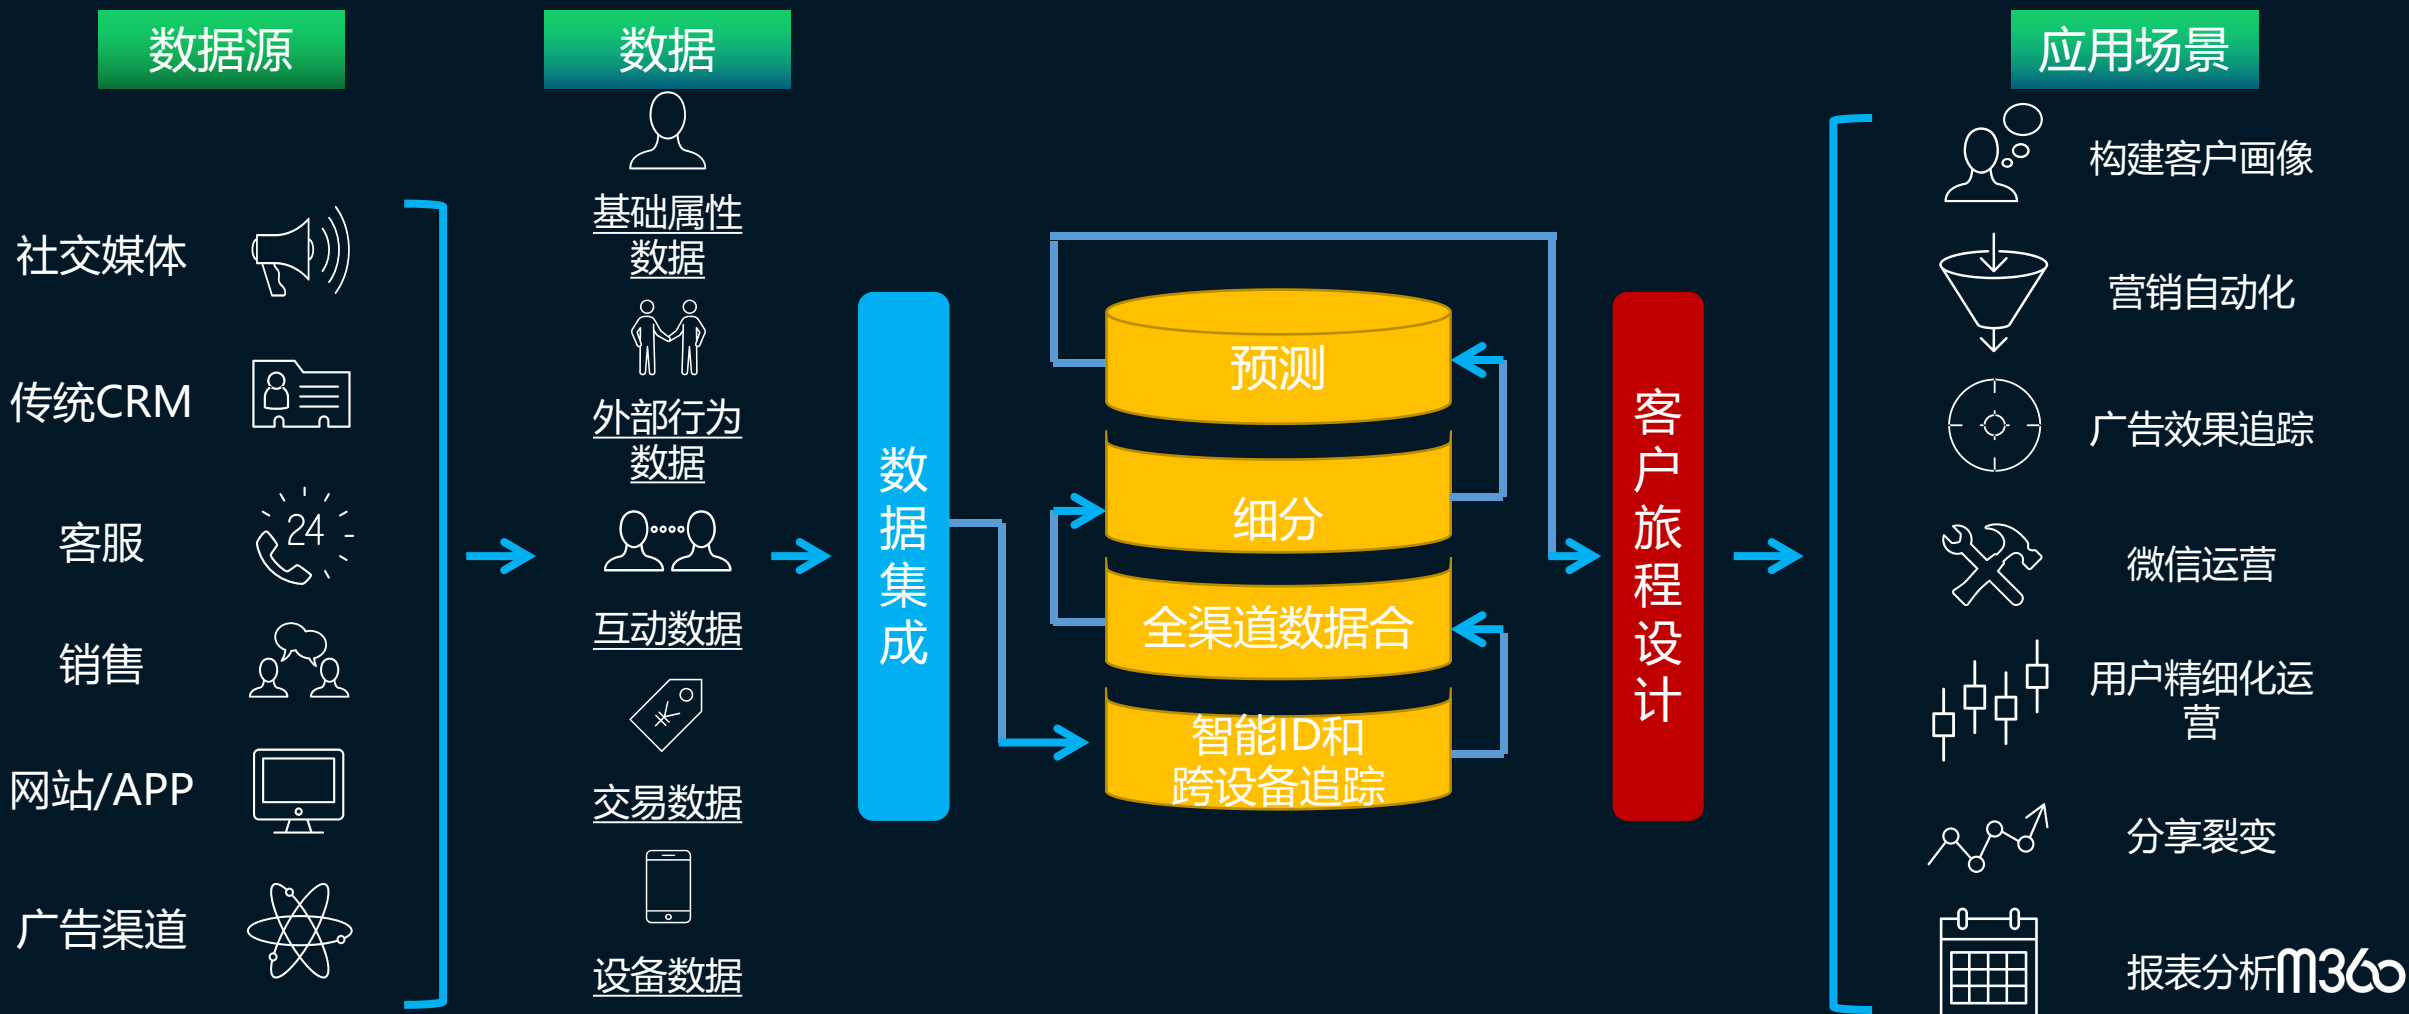 数据源
社交媒体
传统CRM
24
客服
销售
网站/APP
广告渠道
数据
基础属性
数据
外部行为
数据
互动数据
¥
交易数据
设备数据
数据集成
预测
细分
全渠道数据合
智能ID和
跨设备追踪
客户旅程设计
应用场景
构建客户画像
营销自动化
广告效果追踪
微信运营
用户精细化运
营
分享裂变
报表分析
m360